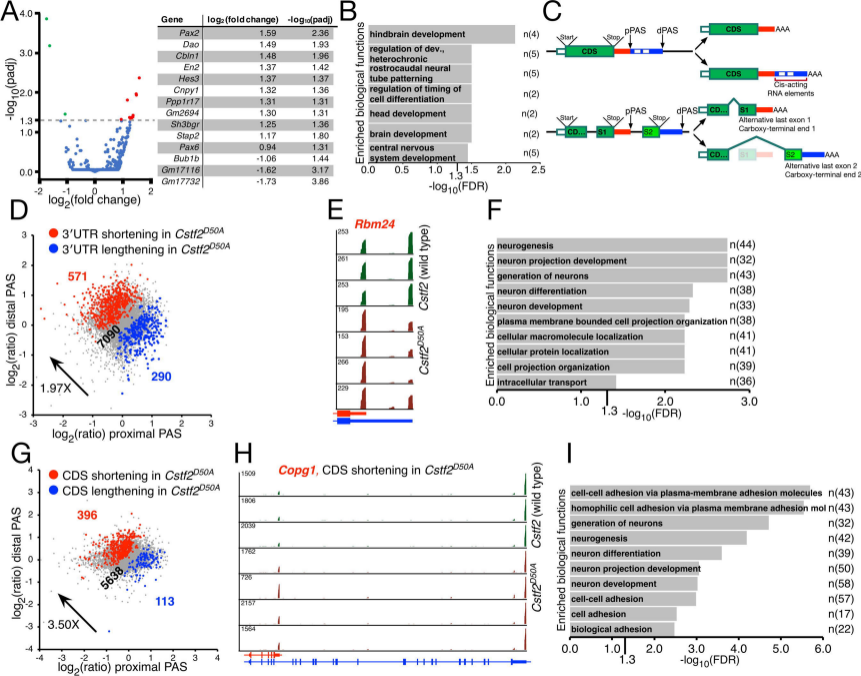 A
-log10(padj)
4.0
3.0
2.0
1.3
1.0
0.0
-2
-1
0
1
2
log2(fold change)
Gene log2(fold change) -log10(padj)
Pax2 1.59 2.36
Dao 1.49 1.93
Cbln1 1.48 1.96
En2 1.37 1.42
Hes3 1.37 1.37
Cnpy1 1.32 1.36
Ppp1r17 1.31 1.31
Gm2694 1.30 1.31
Sh3bgr 1.25 1.36
Stap2 1.17 1.80
Pax6 0.94 1.31
Bub1b -1.06 1.44
Gm17116 -1.62 3.17
Gm17732 -1.73 3.86
B
Enriched biological functions
hindbrain development n(4)
regulation of dev., heterochronic n(5)
rostrocaudal neural tube patterning n(5)
regulation of timing of cell differentiation n(2)
head development n(2)
brain development n(2)
central nervous system development n(5)
0.0 0.5 1.0 1.3 1.5 2.0 2.5
-log10(FDR)
C
Start Stop pPAS dPAS
CDS
CDS AAA
CDS AAA
Cis-acting
RNA elements
Start Stop pPAS Stop dPAS
CDS S1 S2
CD... S1 AAA
Alternative last exon 1
Carboxy-terminal end 1
CD... S1 S2 AAA
Alternative last exon 2
Carboxy-terminal end 2
D
3′UTR shortening in Cstf2D50A
3′UTR lengthening in Cstf2D50A
571
7090
290
1.97X
log2(ratio) distal PAS
3
2
1
0
-1
-2
-3
-3 -2 -1 0 1 2 3
log2(ratio) proximal PAS
E
Rbm24
253
261
253
195
153
266
229
Cstf2 (wild type)
Cstf2D50A
F
Enriched biological functions
neurogenesis n(44)
neuron projection development n(32)
generation of neurons n(43)
neuron differentiation n(38)
neuron development n(33)
plasma membrane bounded cell projection organization n(38)
cellular macromolecule localization n(41)
cellular protein localization n(41)
cell projection organization n(39)
intracellular transport n(36)
0.0 1.0 1.3 2.0 3.0
-log10(FDR)
G
CDS shortening in Cstf2D50A
CDS lengthening in Cstf2D50A
396
5638
113
3.50X
log2(ratio) distal PAS
4
3
2
1
0
-1
-2
-3
-4
-4 -3 -2 -1 0 1 2 3 4
log2(ratio) proximal PAS
H
Copg1, CDS shortening in Cstf2D50A
1509
1806
2039
1762
726
2157
1564
Cstf2 (wild type)
Cstf2D50A
I
Enriched biological functions
cell-cell adhesion via plasma-membrane adhesion molecules n(43)
homophilic cell adhesion via plasma membrane adhesion mol n(43)
generation of neurons n(32)
neurogenesis n(42)
neuron differentiation n(39)
neuron projection development n(50)
neuron development n(58)
cell-cell adhesion n(57)
cell adhesion n(17)
biological adhesion n(22)
0.0 1.0 1.3 2.0 3.0 4.0 5.0 6.0
-log10(FDR)